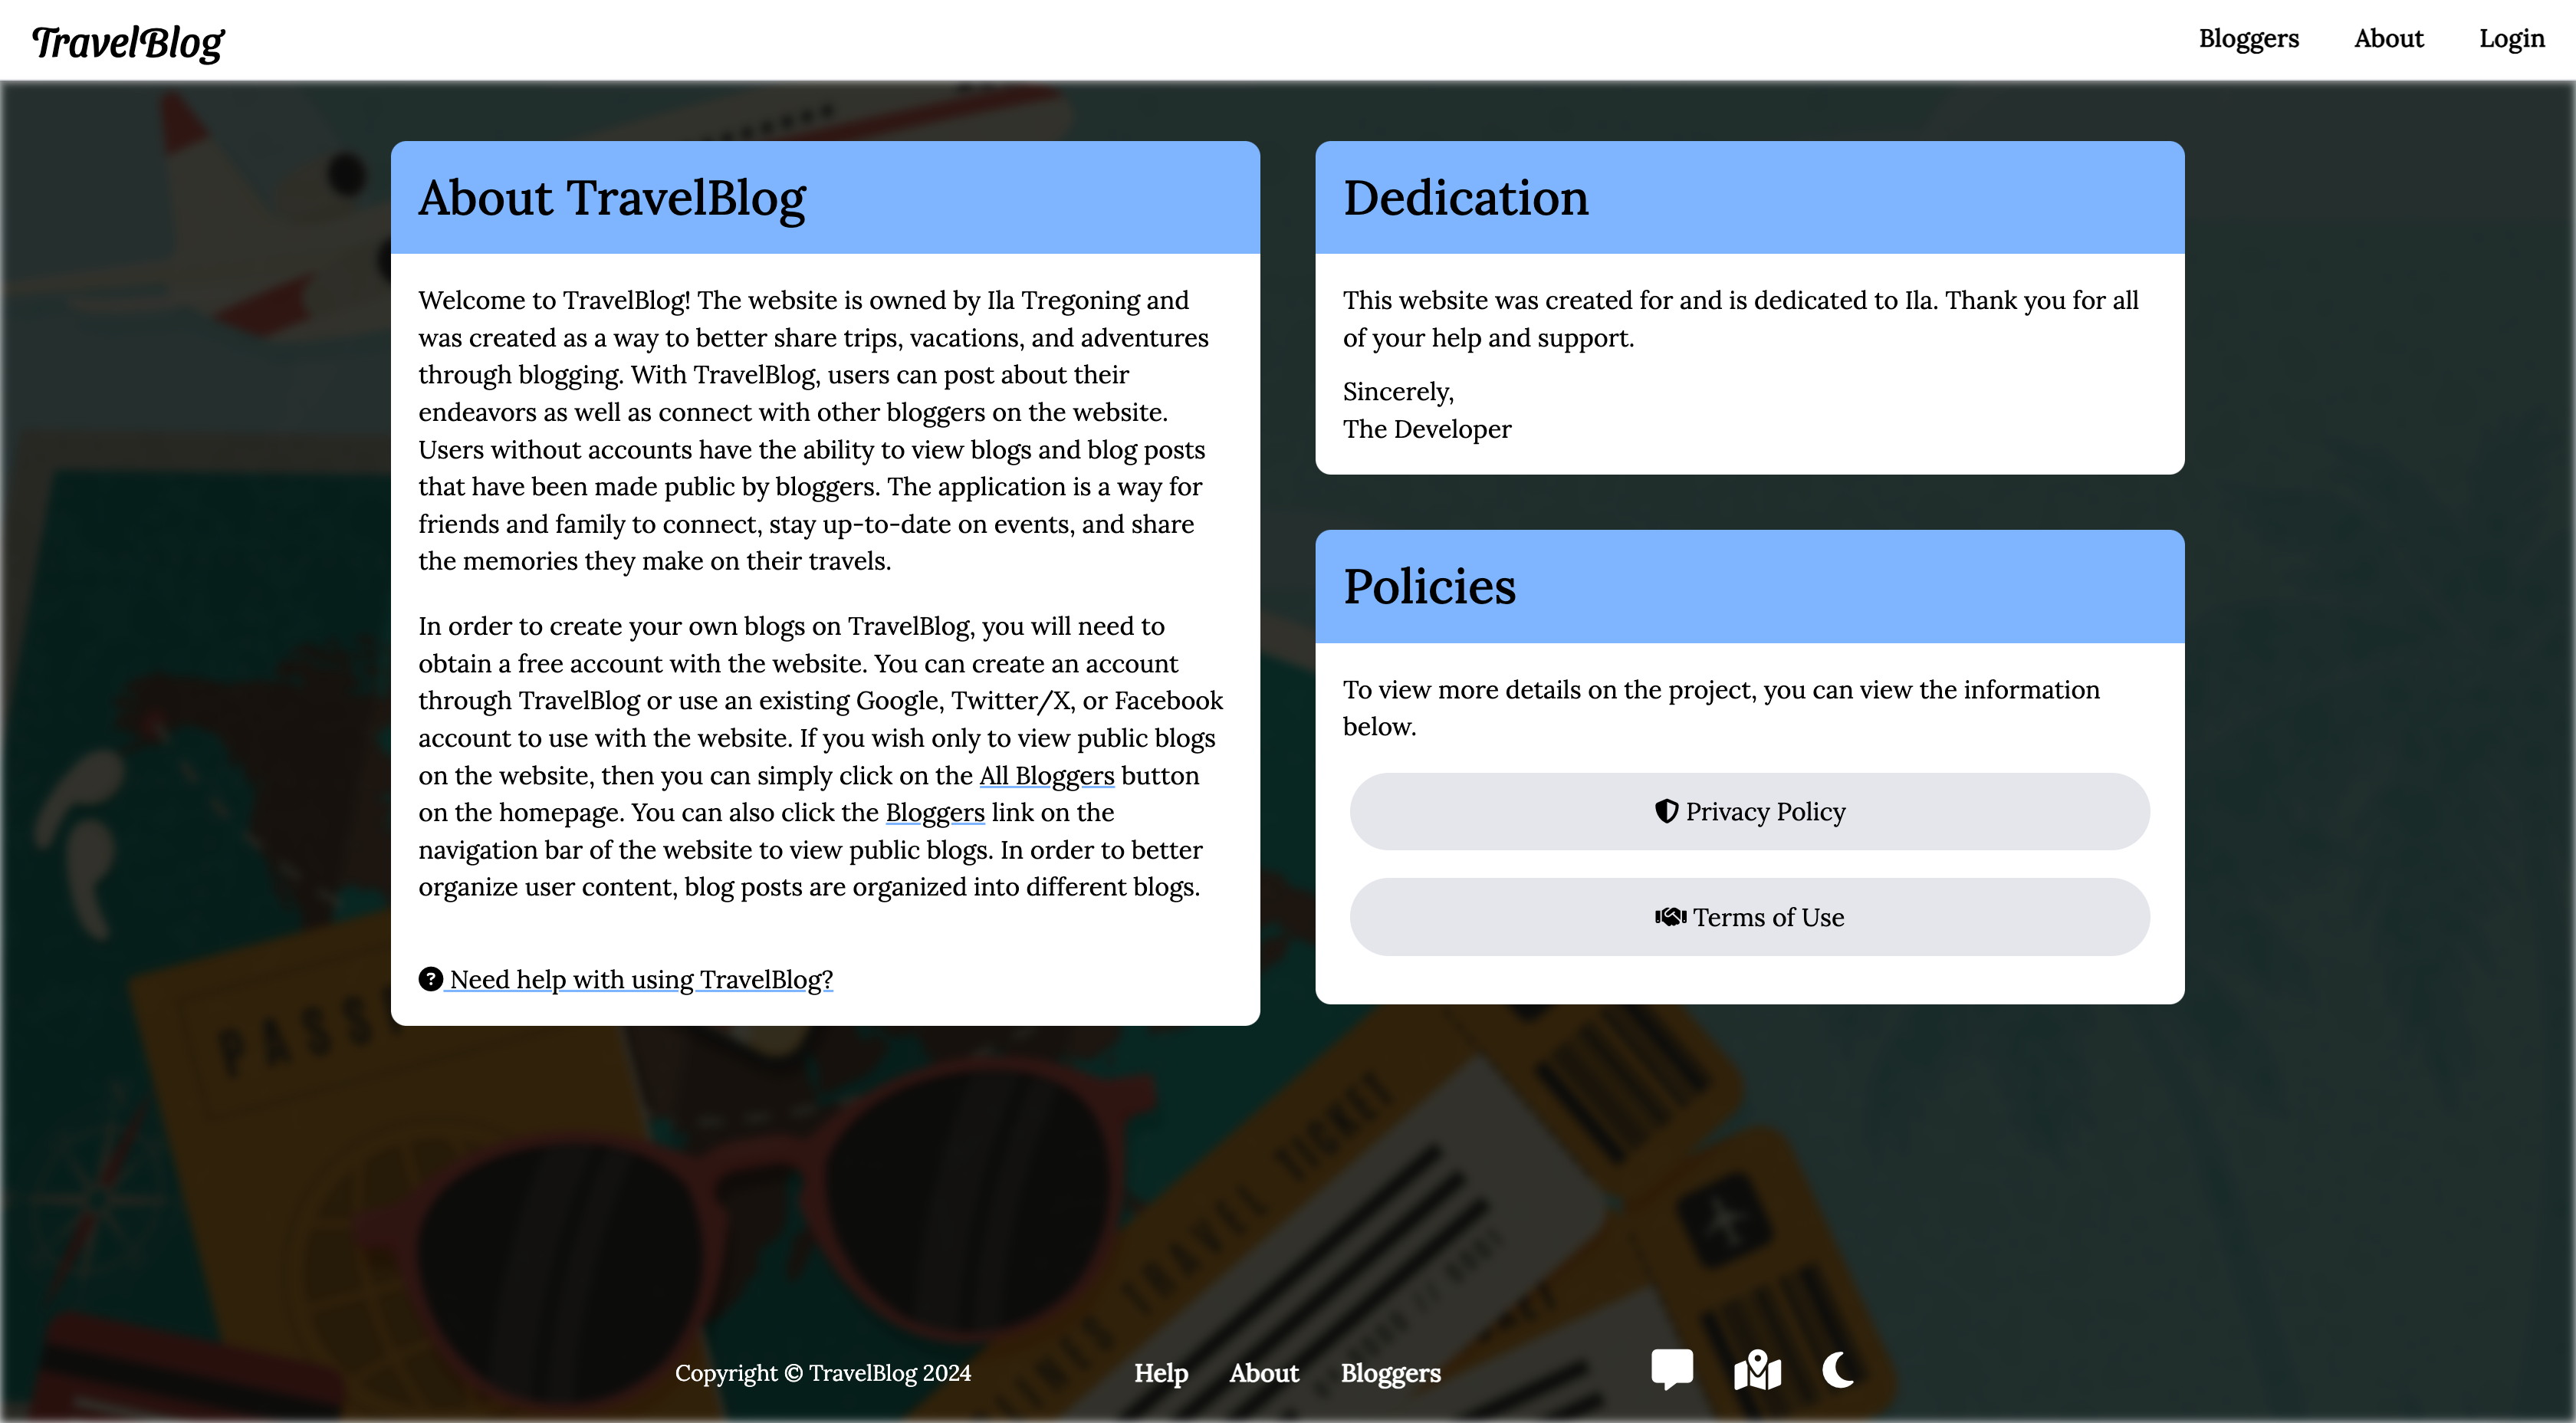 TravelBlog
Bloggers About Login
About TravelBlog
Welcome to TravelBlog! The website is owned by Ila Tregoning and
was created as a way to better share trips, vacations, and adventures
through blogging. With TravelBlog, users can post about their
endeavors as well as connect with other bloggers on the website.
Users without accounts have the ability to view blogs and blog posts
that have been made public by bloggers. The application is a way for
friends and family to connect, stay up-to-date on events, and share
the memories they make on their travels.
In order to create your own blogs on TravelBlog, you will need to
obtain a free account with the website. You can create an account
through TravelBlog or use an existing Google, Twitter/X, or Facebook
account to use with the website. If you wish only to view public blogs
on the website, then you can simply click on the All Bloggers button
on the homepage. You can also click the Bloggers link on the
navigation bar of the website to view public blogs. In order to better
organize user content, blog posts are organized into different blogs.
Need help with using TravelBlog?
Dedication
This website was created for and is dedicated to Ila. Thank you for all
of your help and support.
Sincerely,
The Developer
Policies
To view more details on the project, you can view the information
below.
Privacy Policy
Terms of Use
PASS
TRAVEL TICKET
Copyright © TravelBlog 2024
Help About Bloggers